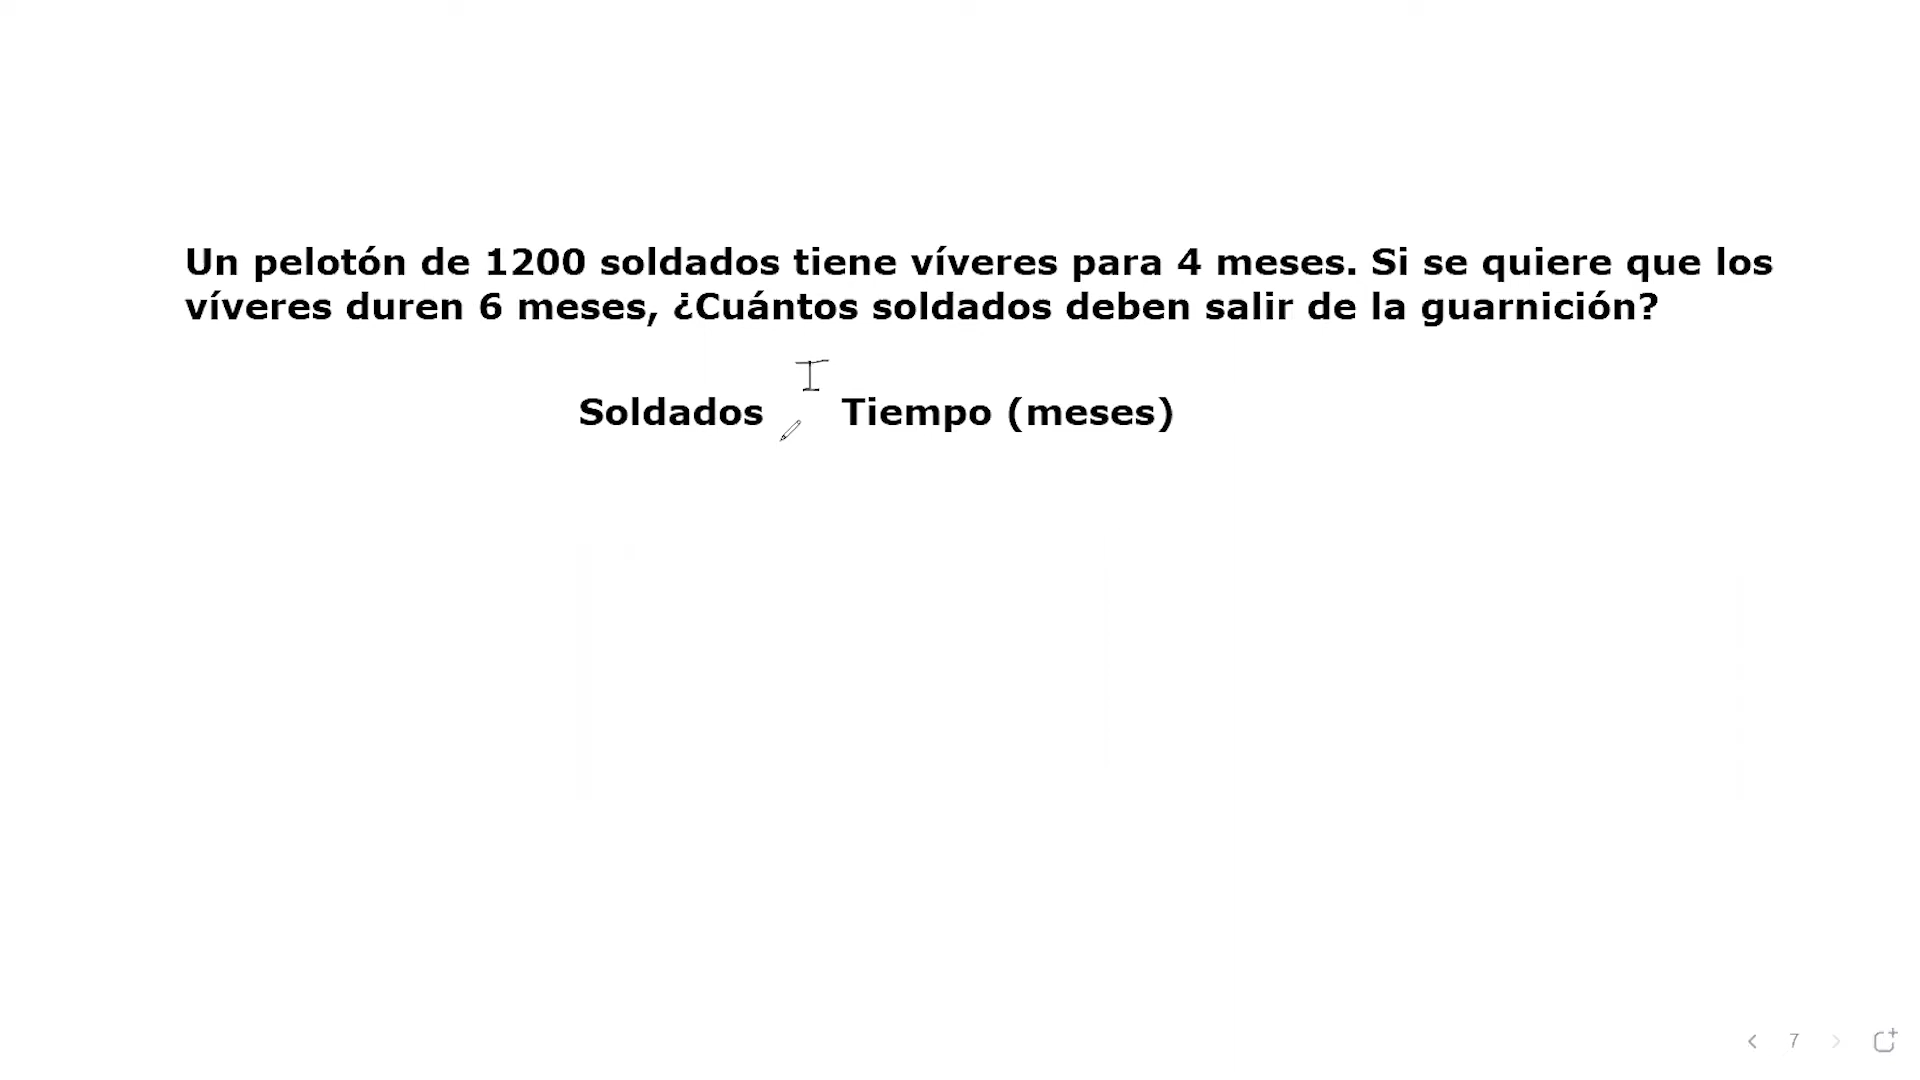 Un pelotón de 1200 soldados tiene víveres para 4 meses. Si se quiere que los
víveres duren 6 meses, ¿Cuántos soldados deben salir de la guarnición?
I
Soldados Tiempo (meses)
7